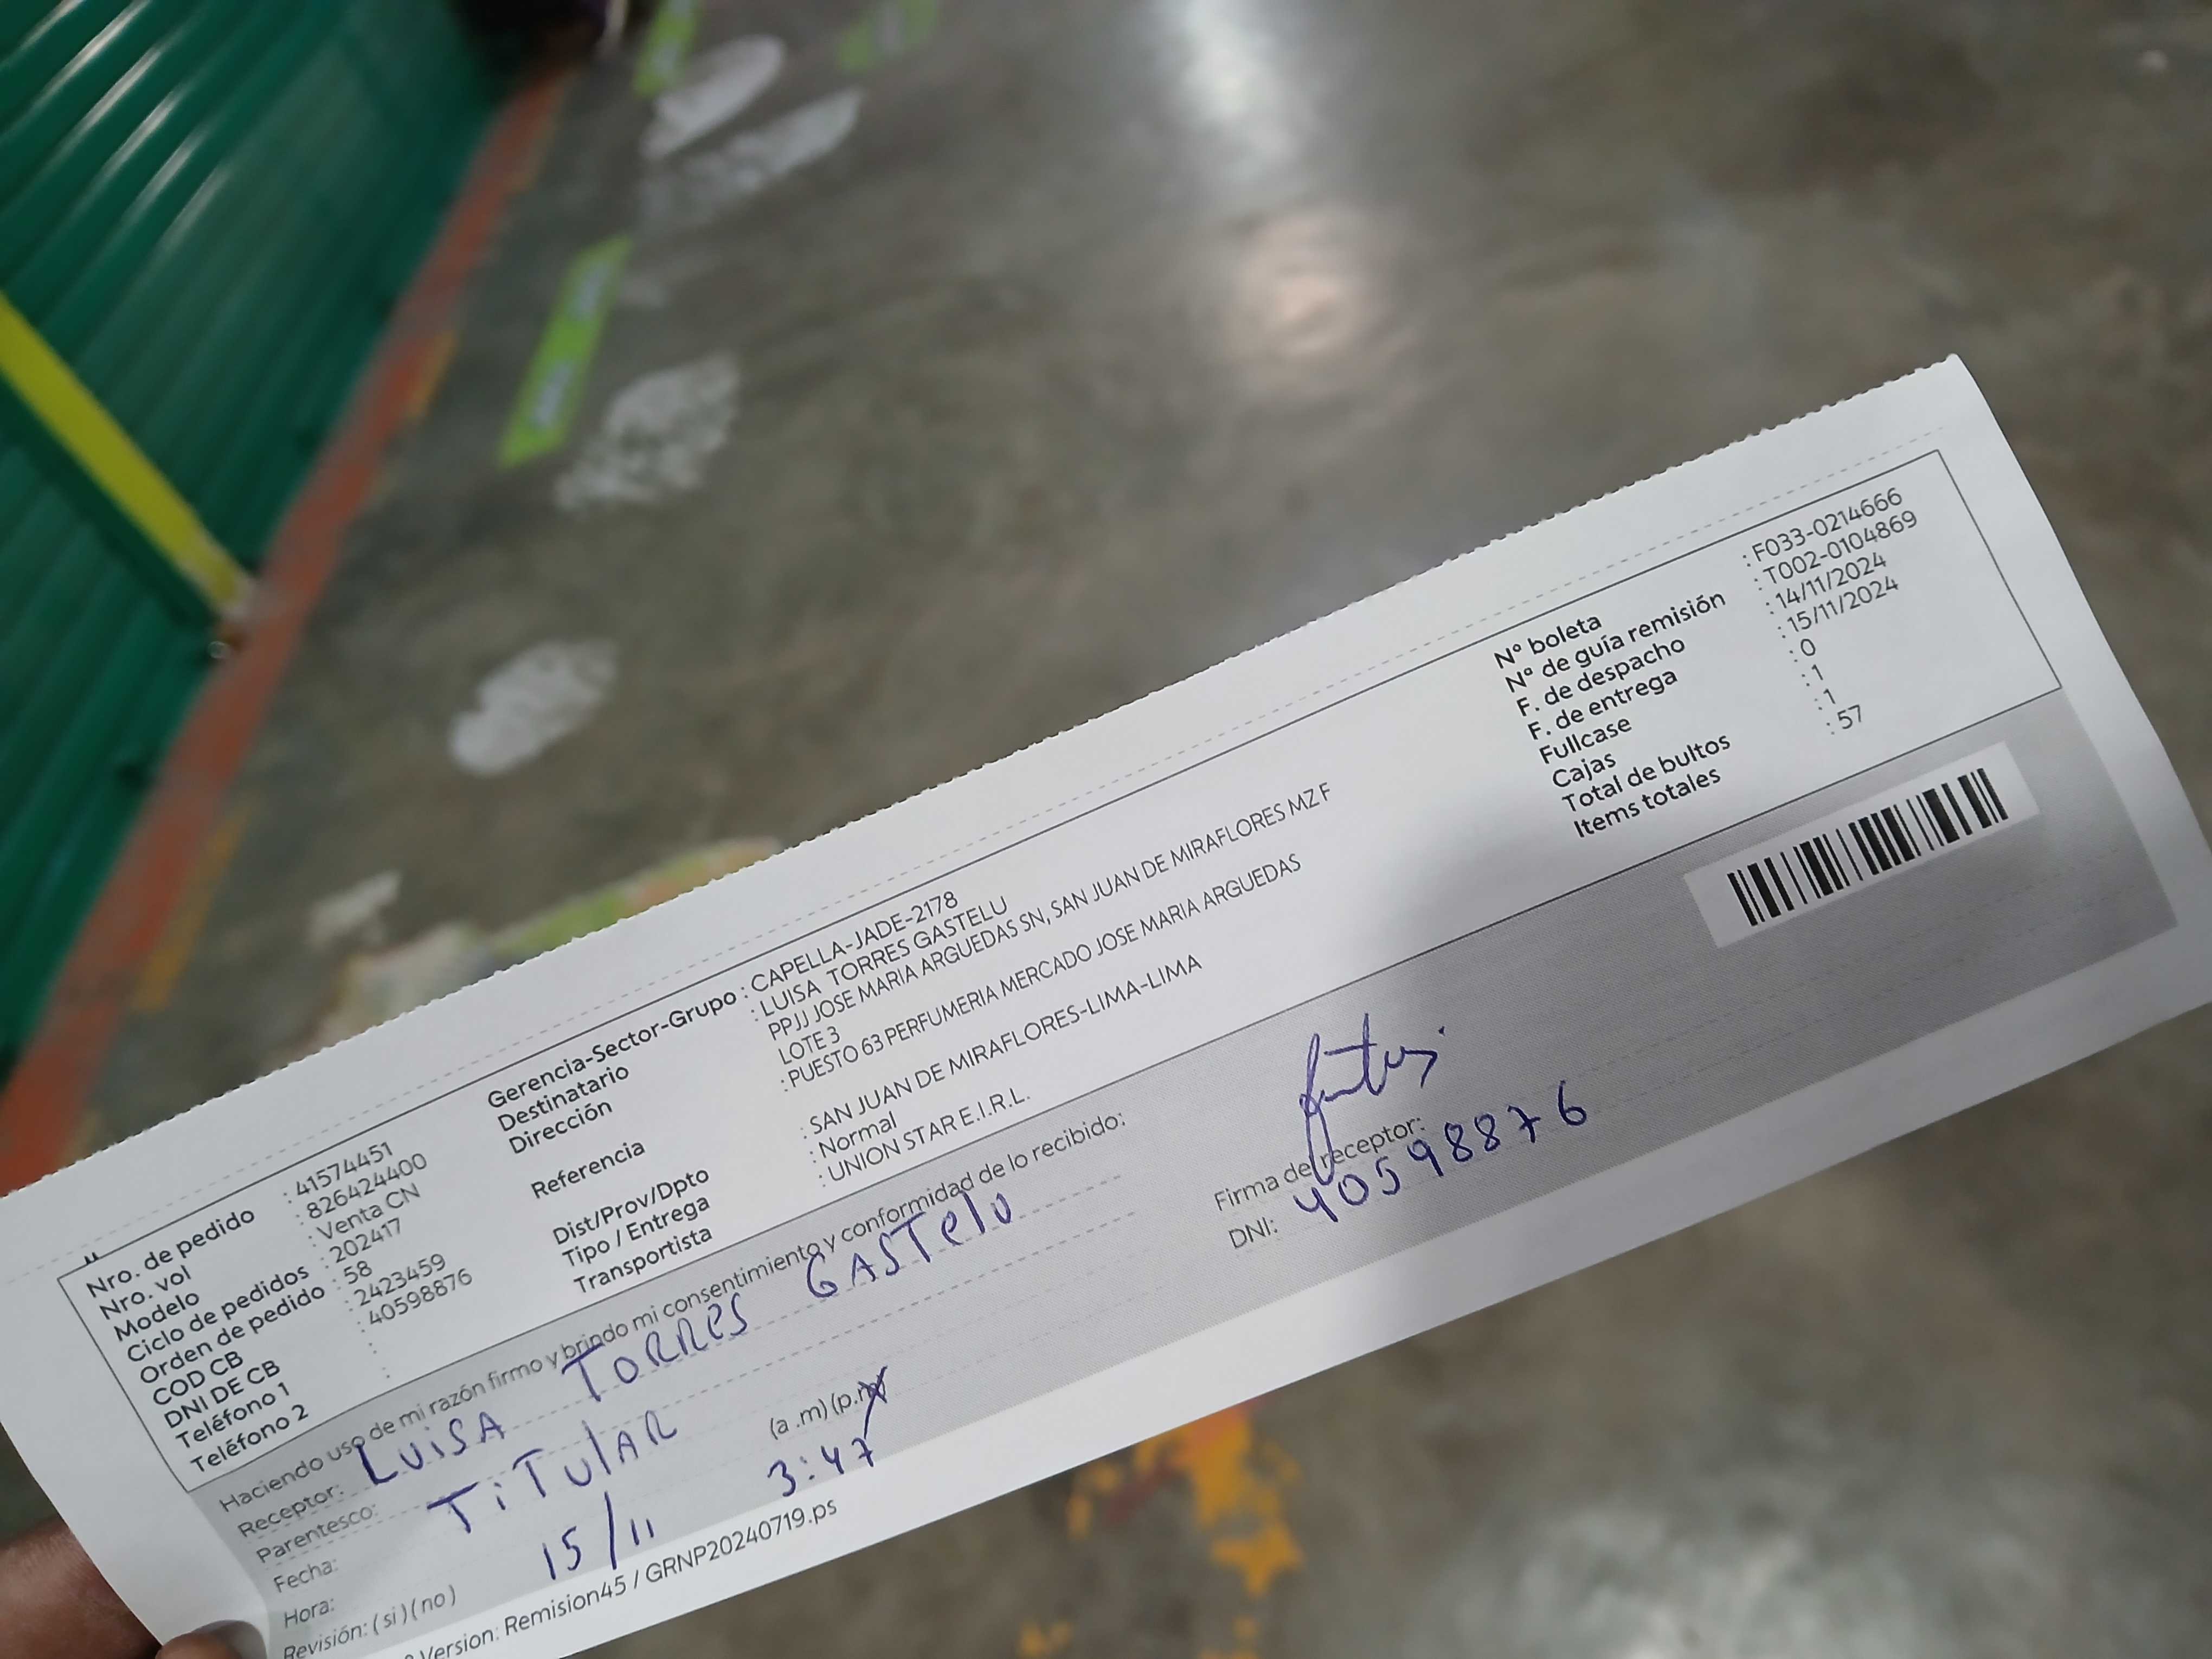 Nro. de pedido : 41574451
Nro. vol : 826424400
Modelo : Venta CN
Ciclo de pedidos : 202417
Orden de pedido : 58
COD CB : 2423459
DNI DE CB : 40598876
Teléfono 1 :
Teléfono 2 :
Gerencia-Sector-Grupo : CAPELLA-JADE-2178
Destinatario : LUISA TORRES GASTELU
Dirección PPJJ JOSE MARIA ARGUEDAS SN, SAN JUAN DE MIRAFLORES MZ F
LOTE 3
Referencia : PUESTO 63 PERFUMERIA MERCADO JOSE MARIA ARGUEDAS
Dist/Prov/Dpto : SAN JUAN DE MIRAFLORES-LIMA-LIMA
Tipo / Entrega : Normal
Transportista : UNION STAR E.I.R.L.
Nº boleta : F033-0214666
Nº de guía remisión : T002-0104869
F. de despacho : 14/11/2024
F. de entrega : 15/11/2024
Fullcase : 0
Cajas : 1
Total de bultos : 1
Items totales : 57
Haciendo uso de mi razón firmo y brindo mi consentimiento y conformidad de lo recibido:
Receptor: LUiSA TORRES GASTelu
Parentesco: TiTulAR
Fecha: 15/11
Hora: 3:47 (a .m) (p.m)
Revisión: ( si ) ( no )
Firma de receptor:
DNI: 40598876
Version: Remision45 / GRNP20240719.ps